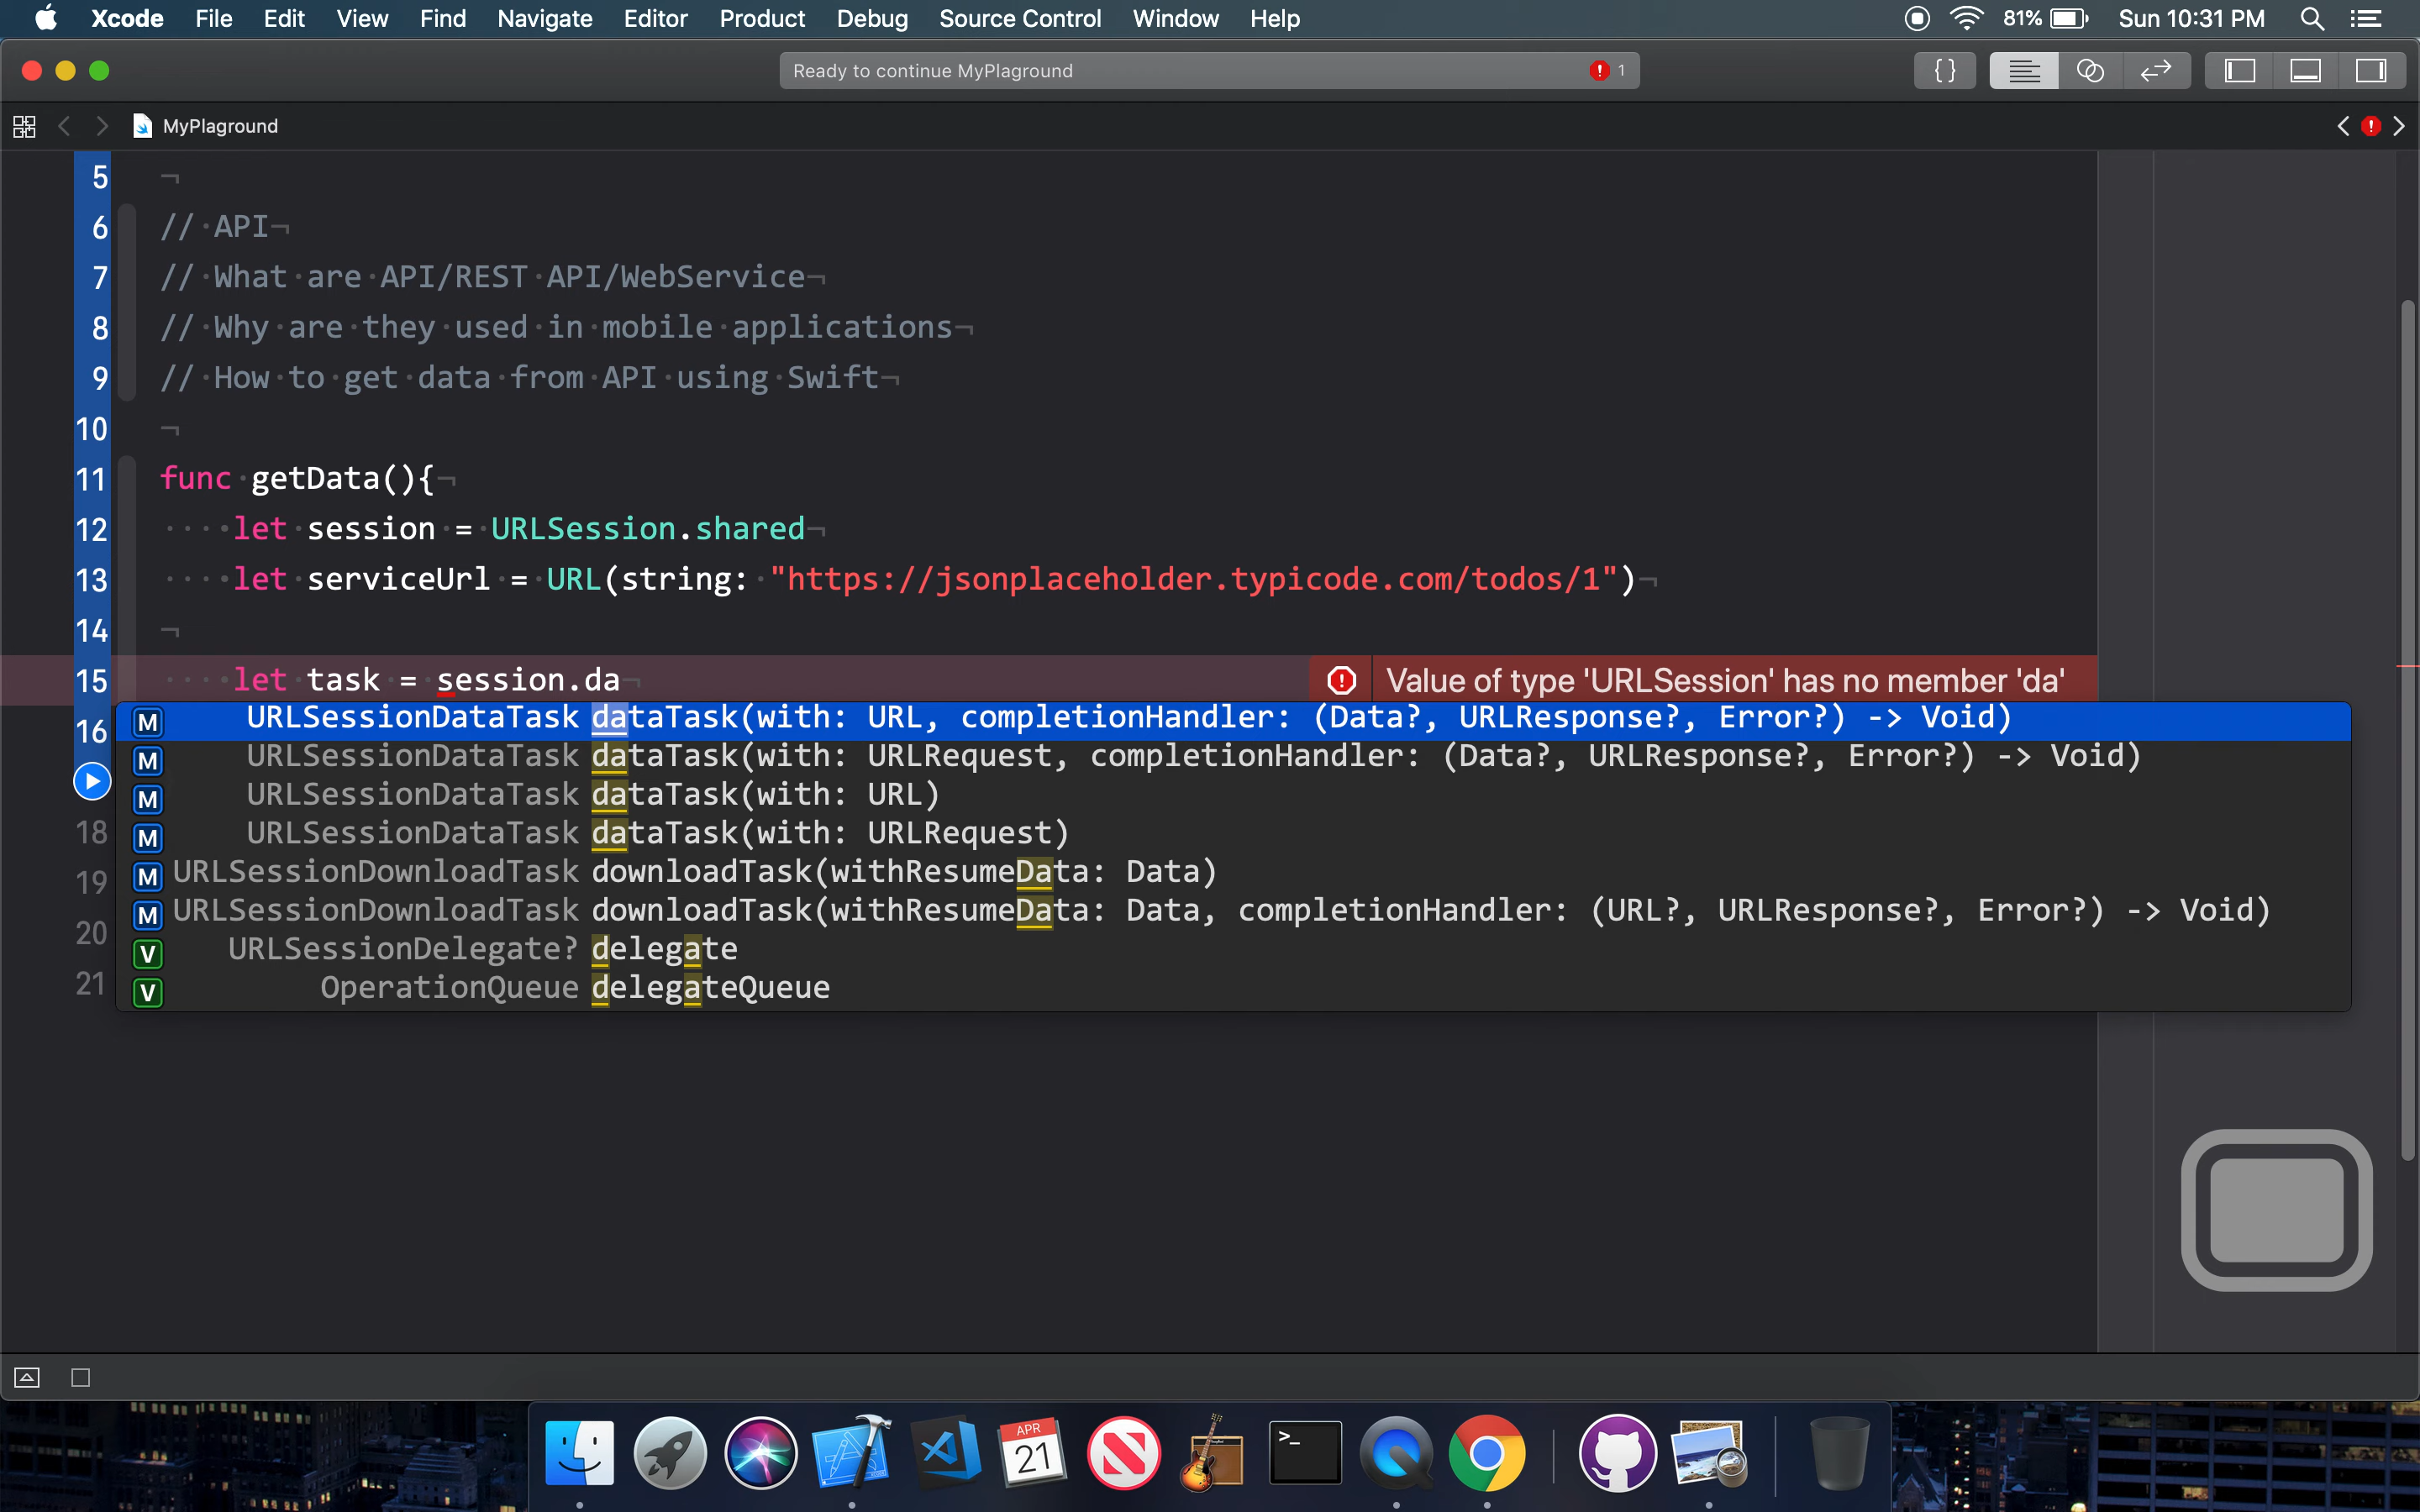 Xcode File Edit View Find Navigate Editor Product Debug Source Control Window Help 81% Sun 10:31 PM
Ready to continue MyPlaground 1
MyPlaground
5
6 // API
7 // What are API/REST API/WebService
8 // Why are they used in mobile applications
9 // How to get data from API using Swift
10
11 func getData(){
12 let session = URLSession.shared
13 let serviceUrl = URL(string: "https://jsonplaceholder.typicode.com/todos/1")
14
15 let task = session.da Value of type 'URLSession' has no member 'da'
16 M URLSessionDataTask dataTask(with: URL, completionHandler: (Data?, URLResponse?, Error?) -> Void)
M URLSessionDataTask dataTask(with: URLRequest, completionHandler: (Data?, URLResponse?, Error?) -> Void)
M URLSessionDataTask dataTask(with: URL)
18 M URLSessionDataTask dataTask(with: URLRequest)
19 M URLSessionDownloadTask downloadTask(withResumeData: Data)
20 M URLSessionDownloadTask downloadTask(withResumeData: Data, completionHandler: (URL?, URLResponse?, Error?) -> Void)
V URLSessionDelegate? delegate
21 V OperationQueue delegateQueue
APR
21
>_